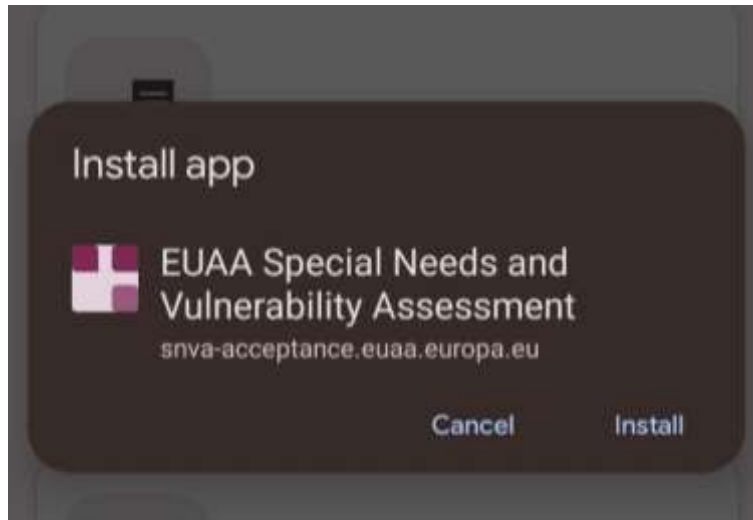 Install app
EUAA Special Needs and
Vulnerability Assessment
snva-acceptance.euaa.europa.eu
Cancel
Install